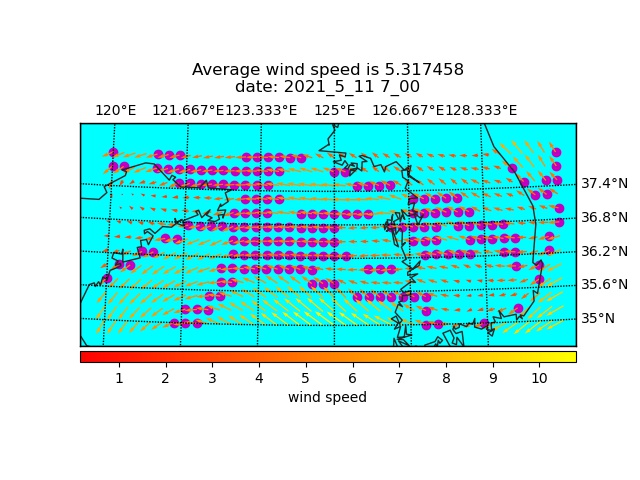 Average wind speed is 5.317458
date: 2021_5_11 7_00
120°E 121.667°E 123.333°E 125°E 126.667°E 128.333°E
37.4°N
36.8°N
36.2°N
35.6°N
35°N
1 2 3 4 5 6 7 8 9 10
wind speed